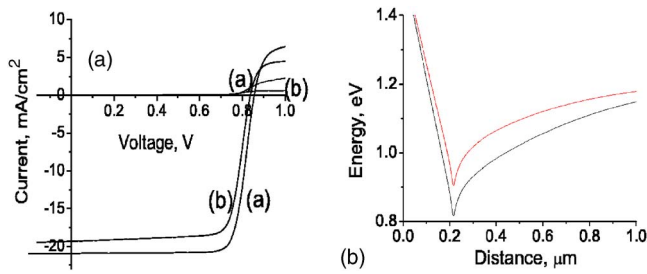 (a)
10
5
0
-5
-10
-15
-20
0.2 0.4 0.6 0.8 1.0
Current, mA/cm²
Voltage, V
(a)
(b)
(b)
(a)
1.4
1.2
1.0
0.8
0.0 0.2 0.4 0.6 0.8 1.0
Energy, eV
Distance, µm
(b)